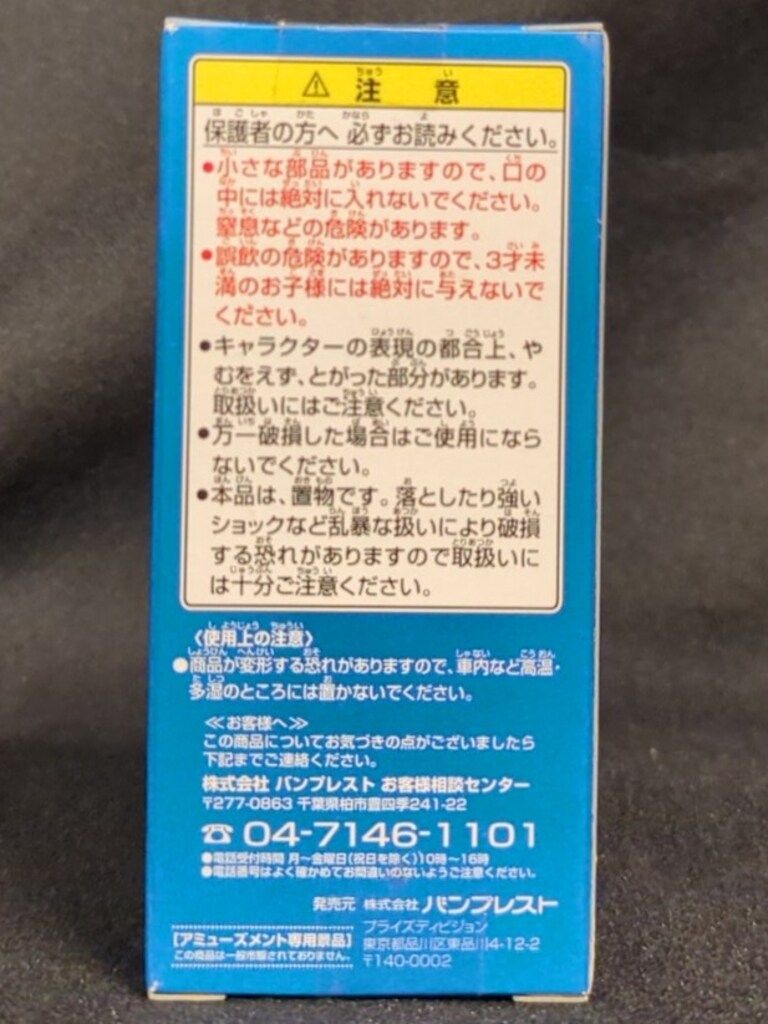 ⚠ 注意
保護者の方へ 必ずお読みください。
●小さな部品がありますので、口の
中には絶対に入れないでください。
窒息などの危険があります。
●誤飲の危険がありますので、3才未
満のお子様には絶対に与えないで
ください。
●キャラクターの表現の都合上、や
むをえず、とがった部分があります。
取扱いにはご注意ください。
●万一破損した場合はご使用になら
ないでください。
●本品は、置物です。落としたり強い
ショックなど乱暴な扱いにより破損
する恐れがありますので取扱いに
は十分ご注意ください。
〈使用上の注意〉
●商品が変形する恐れがありますので、車内など高温・
多湿のところには置かないでください。
≪お客様へ≫
この商品についてお気づきの点がございましたら
下記までご連絡ください。
株式会社 バンプレスト お客様相談センター
〒277-0863 千葉県柏市豊四季241-22
☎ 04-7146-1101
●電話受付時間 月〜金曜日(祝日を除く)10時〜16時
●電話番号はよく確かめてお間違いのないようご注意ください。
発売元 株式会社 バンプレスト
プライズディビジョン
東京都品川区東品川4-12-2
〒140-0002
[アミューズメント専用景品]
この商品は一般市販されておりません。